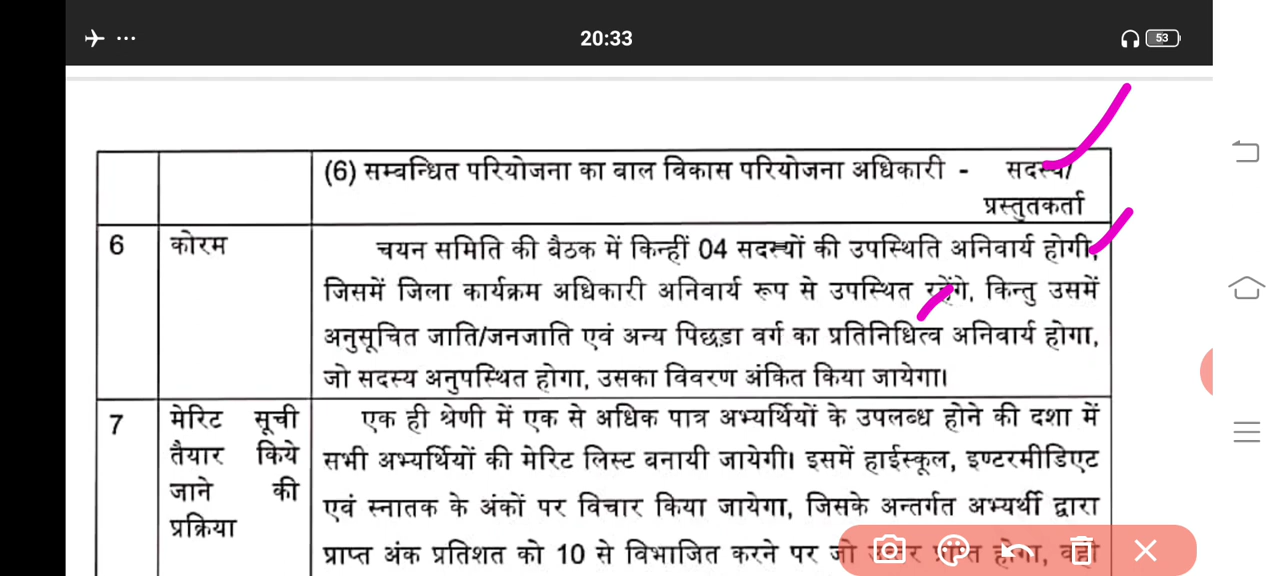 20:33
53
(6) सम्बन्धित परियोजना का बाल विकास परियोजना अधिकारी - सदस्य/
प्रस्तुतकर्ता
6 कोरम
चयन समिति की बैठक में किन्हीं 04 सदस्यों की उपस्थिति अनिवार्य होगी,
जिसमें जिला कार्यक्रम अधिकारी अनिवार्य रूप से उपस्थित रहेंगे, किन्तु उसमें
अनुसूचित जाति/जनजाति एवं अन्य पिछड़ा वर्ग का प्रतिनिधित्व अनिवार्य होगा,
जो सदस्य अनुपस्थित होगा, उसका विवरण अंकित किया जायेगा।
7 मेरिट सूची
तैयार किये
जाने की
प्रक्रिया
एक ही श्रेणी में एक से अधिक पात्र अभ्यर्थियों के उपलब्ध होने की दशा में
सभी अभ्यर्थियों की मेरिट लिस्ट बनायी जायेगी। इसमें हाईस्कूल, इण्टरमीडिएट
एवं स्नातक के अंकों पर विचार किया जायेगा, जिसके अन्तर्गत अभ्यर्थी द्वारा
प्राप्त अंक प्रतिशत को 10 से विभाजित करने पर जो उत्तर प्राप्त होगा, वही